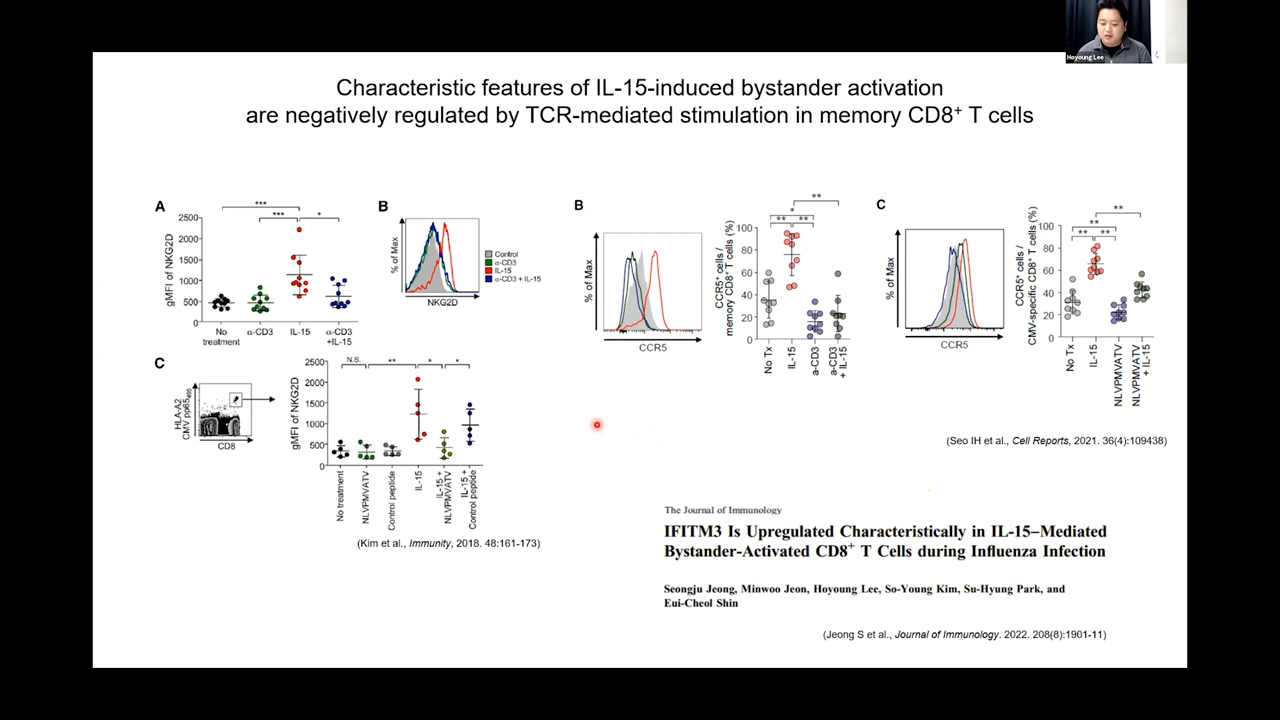 Hoyoung Lee
Characteristic features of IL-15-induced bystander activation
are negatively regulated by TCR-mediated stimulation in memory CD8+ T cells
A
***
***
*
gMFI of NKG2D
2500
2000
1500
1000
500
0
No
treatment
α-CD3
IL-15
α-CD3
+IL-15
B
% of Max
NKG2D
Control
α-CD3
IL-15
α-CD3 + IL-15
C
HLA-A2
CMV pp65495
CD8
N.S.
**
*
*
gMFI of NKG2D
2500
2000
1500
1000
500
0
No treatment
NLVPMVATV
Control peptide
IL-15
IL-15 +
NLVPMVATV
IL-15 +
Control peptide
(Kim et al., Immunity, 2018. 48:161-173)
B
% of Max
CCR5
**
*
**
**
CCR5+ cells /
memory CD8+ T cells (%)
100
80
60
40
20
0
No Tx
IL-15
a-CD3
a-CD3
+ IL-15
C
% of Max
CCR5
**
**
**
**
CCR5+ cells /
CMV-specific CD8+ T cells (%)
100
80
60
40
20
0
No Tx
IL-15
NLVPMVATV
NLVPMVATV
+ IL-15
(Seo IH et al., Cell Reports, 2021. 36(4):109438)
The Journal of Immunology
IFITM3 Is Upregulated Characteristically in IL-15–Mediated
Bystander-Activated CD8+ T Cells during Influenza Infection
Seongju Jeong, Minwoo Jeon, Hoyoung Lee, So-Young Kim, Su-Hyung Park, and
Eui-Cheol Shin
(Jeong S et al., Journal of Immunology. 2022. 208(8):1901-11)